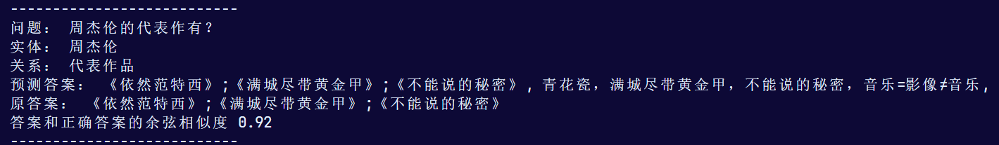 ---------------------------
问题： 周杰伦的代表作有？
实体： 周杰伦
关系： 代表作品
预测答案： 《依然范特西》;《满城尽带黄金甲》;《不能说的秘密》, 青花瓷，满城尽带黄金甲，不能说的秘密，音乐=影像≠音乐,
原答案： 《依然范特西》;《满城尽带黄金甲》;《不能说的秘密》
答案和正确答案的余弦相似度 0.92
---------------------------